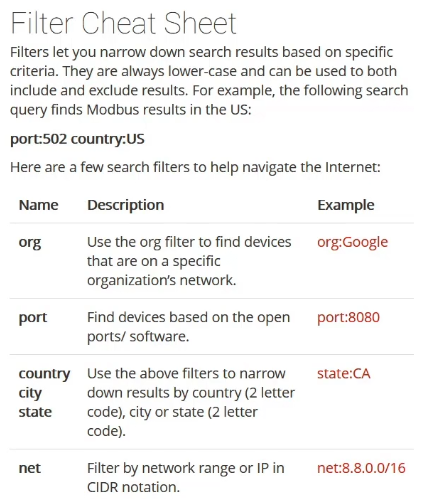 Filter Cheat Sheet
Filters let you narrow down search results based on specific
criteria. They are always lower-case and can be used to both
include and exclude results. For example, the following search
query finds Modbus results in the US:
port:502 country:US
Here are a few search filters to help navigate the Internet:
Name Description Example
org Use the org filter to find devices org:Google
that are on a specific
organization's network.
port Find devices based on the open port:8080
ports/ software.
country Use the above filters to narrow state:CA
city down results by country (2 letter
state code), city or state (2 letter
code).
net Filter by network range or IP in net:8.8.0.0/16
CIDR notation.